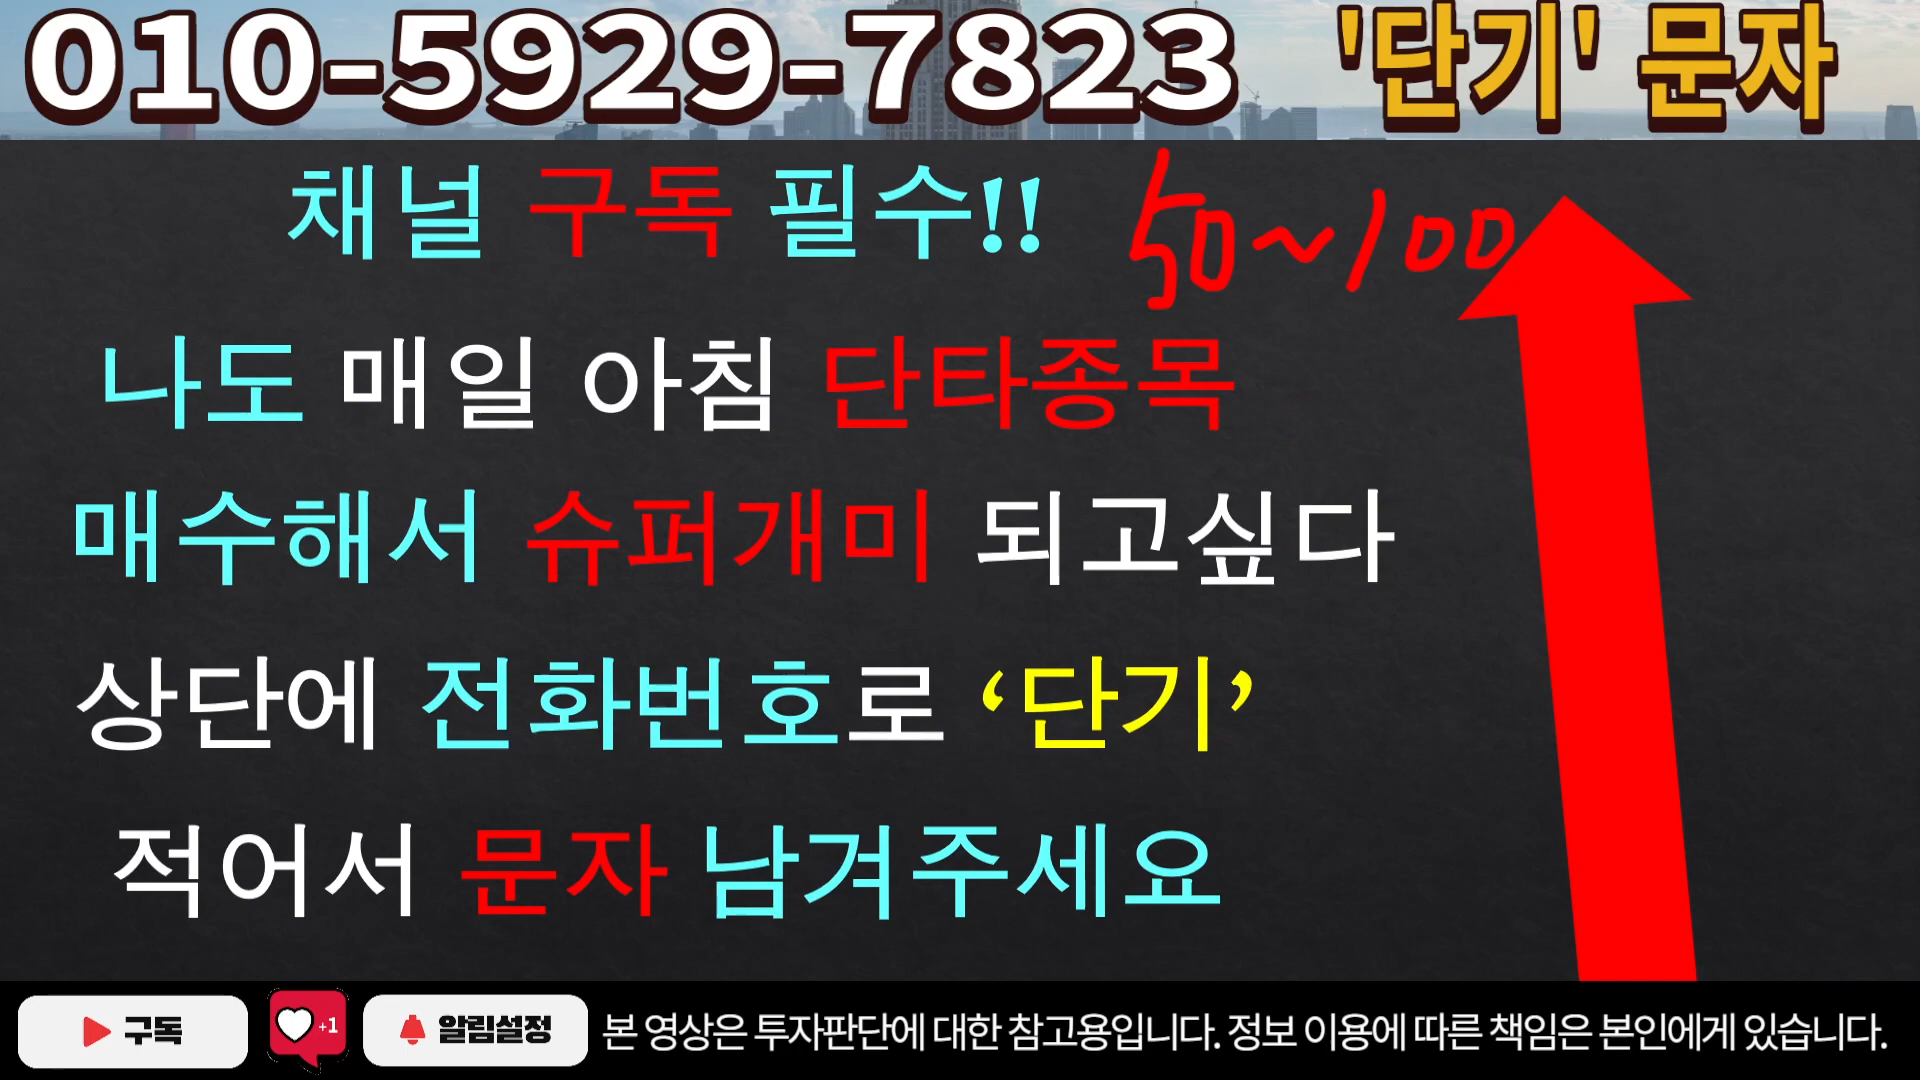 010-5929-7823 '단기' 문자
채널 구독 필수!! 50~100
나도 매일 아침 단타종목
매수해서 슈퍼개미 되고싶다
상단에 전화번호로 ‘단기’
적어서 문자 남겨주세요
구독 +1 알림설정 본 영상은 투자판단에 대한 참고용입니다. 정보 이용에 따른 책임은 본인에게 있습니다.